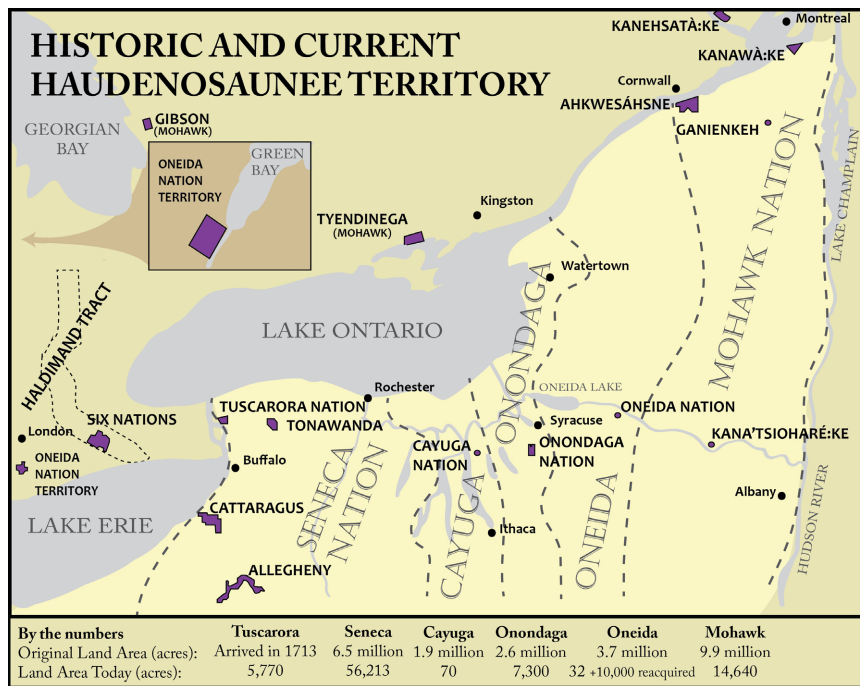 HISTORIC AND CURRENT
HAUDENOSAUNEE TERRITORY
KANEHSATÀ:KE
Montreal
KANAWÀ:KE
Cornwall
AHKWESÁHSNE
GANIENKEH
GEORGIAN
BAY
GIBSON
(MOHAWK)
ONEIDA
NATION
TERRITORY
GREEN
BAY
TYENDINEGA
(MOHAWK)
Kingston
Watertown
LAKE CHAMPLAIN
MOHAWK NATION
HALDIMAND TRACT
LAKE ONTARIO
ONONDAGA
Rochester
ONEIDA LAKE
TUSCARORA NATION
TONAWANDA
SIX NATIONS
London
ONEIDA
NATION
TERRITORY
Buffalo
CAYUGA
NATION
Syracuse
ONONDAGA
NATION
ONEIDA NATION
KANA'TSIOHARÉ:KE
SENECA
NATION
CAYUGA
ONEIDA
Albany
HUDSON RIVER
LAKE ERIE
CATTARAGUS
Ithaca
ALLEGHENY
By the numbers Tuscarora Seneca Cayuga Onondaga Oneida Mohawk
Original Land Area (acres): Arrived in 1713 6.5 million 1.9 million 2.6 million 3.7 million 9.9 million
Land Area Today (acres): 5,770 56,213 70 7,300 32 +10,000 reacquired 14,640